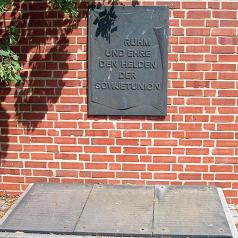 RUHM
UND EHRE
DEN HELDEN
DER
SOWJETUNION